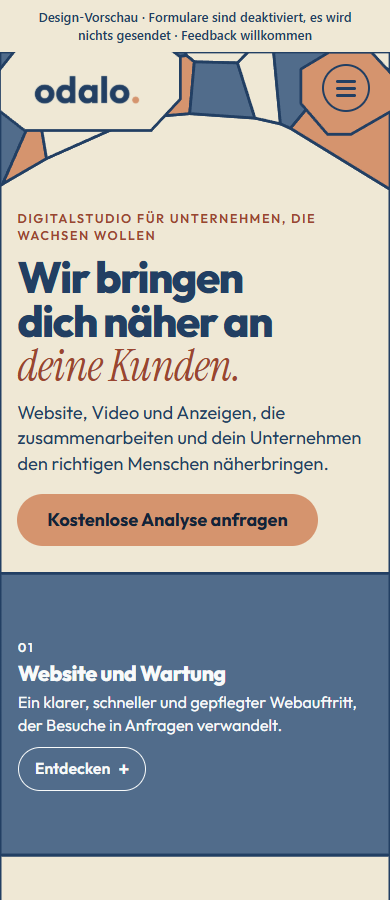 Design-Vorschau · Formulare sind deaktiviert, es wird
nichts gesendet · Feedback willkommen
odalo.
DIGITALSTUDIO FÜR UNTERNEHMEN, DIE
WACHSEN WOLLEN
Wir bringen
dich näher an
deine Kunden.
Website, Video und Anzeigen, die
zusammenarbeiten und dein Unternehmen
den richtigen Menschen näherbringen.
Kostenlose Analyse anfragen
01
Website und Wartung
Ein klarer, schneller und gepflegter Webauftritt,
der Besuche in Anfragen verwandelt.
Entdecken +